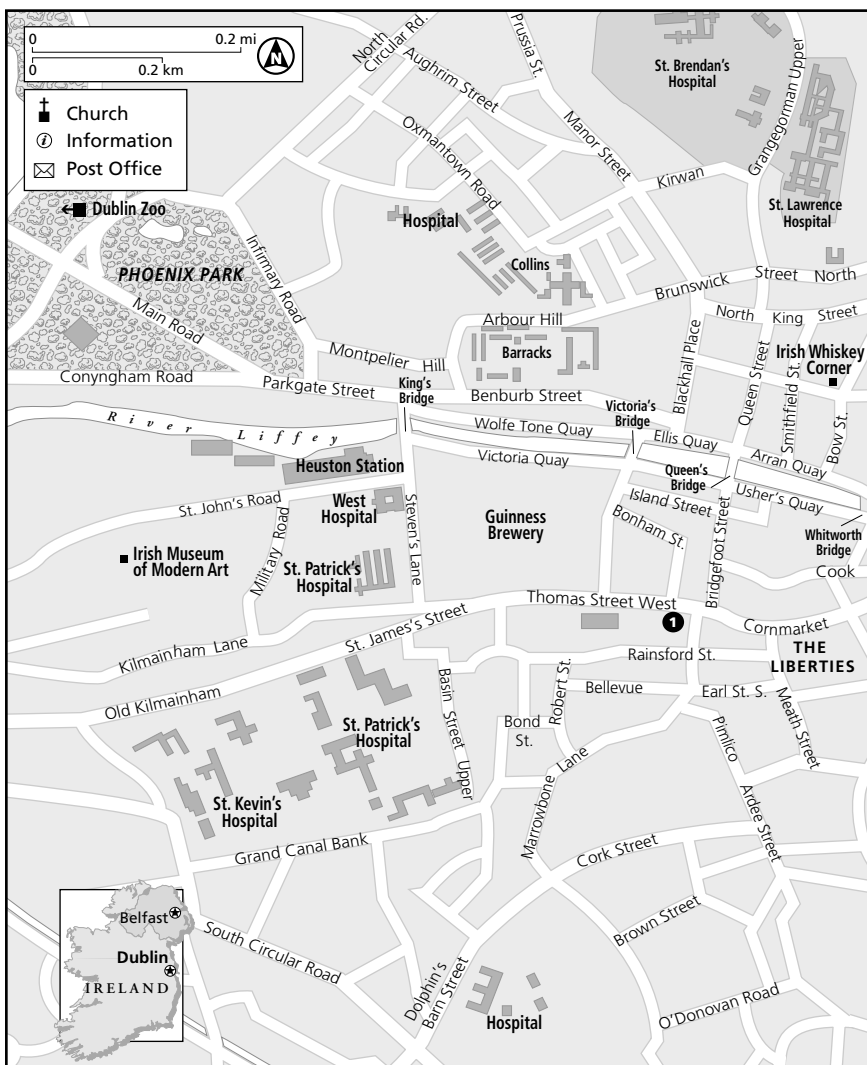 0
0.2 mi
0
0.2 km
N
Church
i
Information
Post Office
North
Circular Rd.
Prussia St.
Aughrim Street
St. Brendan's
Hospital
Grangegorman Upper
Oxmantown Road
Manor Street
Kirwan
St. Lawrence
Hospital
Dublin Zoo
Hospital
PHOENIX PARK
Infirmary Road
Collins
Main Road
Brunswick
Street
North
Arbour Hill
North
King
Street
Barracks
Montpelier
Hill
Blackhall Place
Queen Street
Smithfield St.
Irish Whiskey
Corner
Bow St.
Conyngham Road
Parkgate Street
King's
Bridge
Benburb Street
Victoria's
Bridge
River
Liffey
Wolfe Tone Quay
Ellis Quay
Arran Quay
Victoria Quay
Queen's
Bridge
Usher's Quay
Heuston Station
Island Street
St. John's Road
West
Hospital
Steven's Lane
Guinness
Brewery
Bonham St.
Bridgefoot Street
Whitworth
Bridge
Military Road
Irish Museum
of Modern Art
St. Patrick's
Hospital
Cook
Thomas Street West
1
Cornmarket
St. James's Street
Kilmainham Lane
Rainsford St.
THE
LIBERTIES
Old Kilmainham
Basin Street Upper
Robert St.
Bellevue
Earl St. S.
Meath Street
St. Patrick's
Hospital
Bond
St.
Pimlico
St. Kevin's
Hospital
Marrowbone Lane
Ardee Street
Grand Canal Bank
Cork Street
Belfast
Dublin
IRELAND
South Circular Road
Brown Street
Dolphin's
Barn Street
Hospital
O'Donovan Road